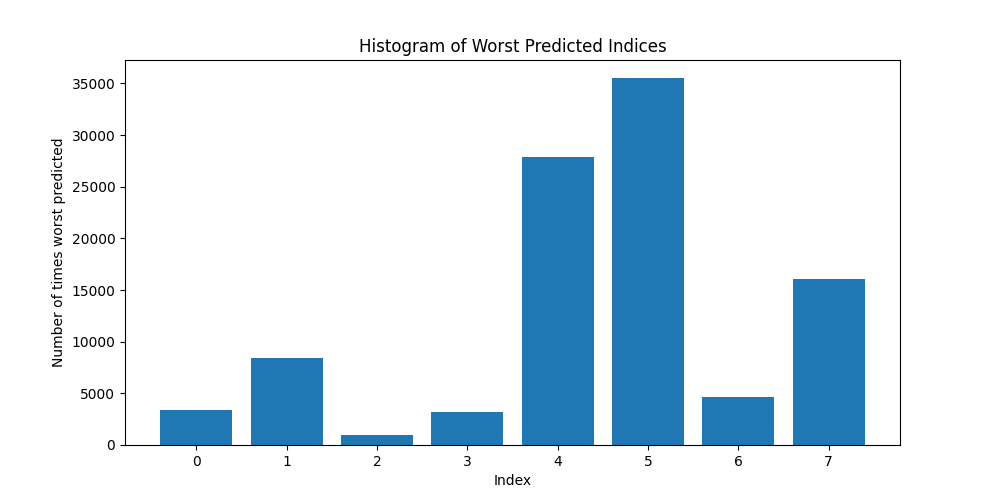 Histogram of Worst Predicted Indices
Number of times worst predicted
35000
30000
25000
20000
15000
10000
5000
0
0 1 2 3 4 5 6 7
Index